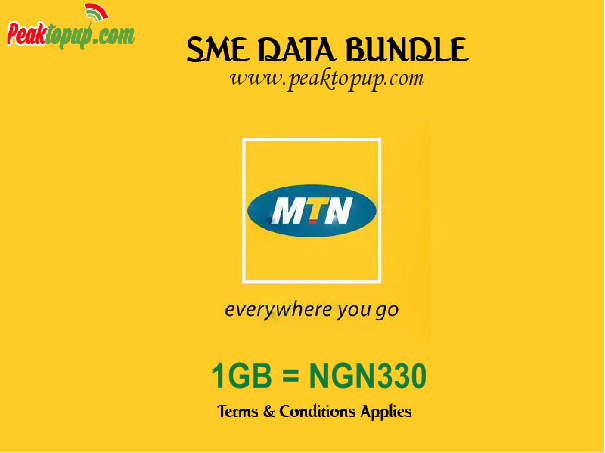 Peaktopup.com
SME DATA BUNDLE
www.peaktopup.com
MTN
everywhere you go
1GB = NGN330
Terms & Conditions Applies